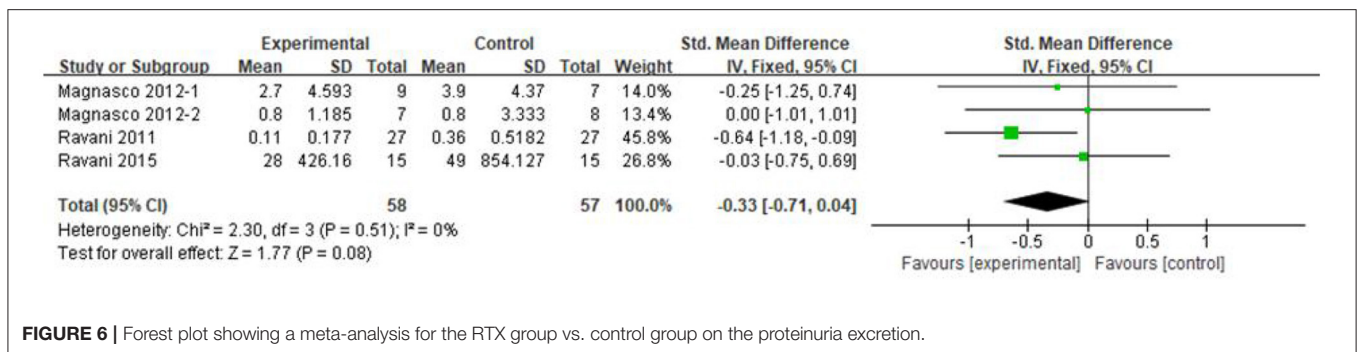 Experimental Control Std. Mean Difference Std. Mean Difference
Study or Subgroup Mean SD Total Mean SD Total Weight IV, Fixed, 95% CI IV, Fixed, 95% CI
Magnasco 2012-1 2.7 4.593 9 3.9 4.37 7 14.0% -0.25 [-1.25, 0.74]
Magnasco 2012-2 0.8 1.185 7 0.8 3.333 8 13.4% 0.00 [-1.01, 1.01]
Ravani 2011 0.11 0.177 27 0.36 0.5182 27 45.8% -0.64 [-1.18, -0.09]
Ravani 2015 28 426.16 15 49 854.127 15 26.8% -0.03 [-0.75, 0.69]
Total (95% CI) 58 57 100.0% -0.33 [-0.71, 0.04]
Heterogeneity: Chi² = 2.30, df = 3 (P = 0.51); I² = 0%
Test for overall effect: Z = 1.77 (P = 0.08)
-1 -0.5 0 0.5 1
Favours [experimental] Favours [control]
FIGURE 6 | Forest plot showing a meta-analysis for the RTX group vs. control group on the proteinuria excretion.